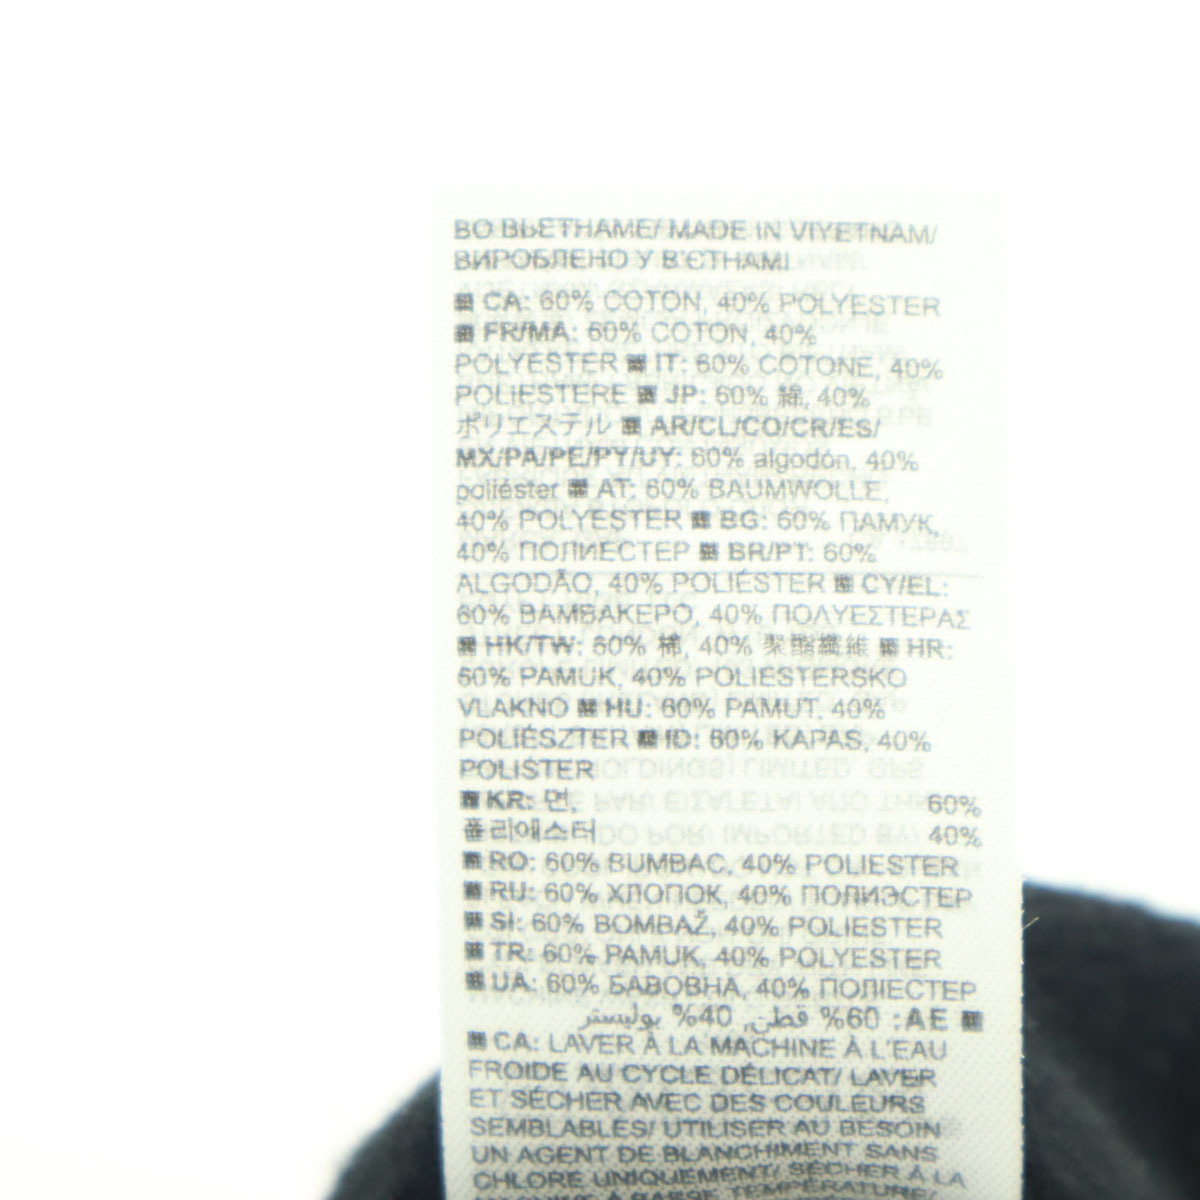 ВО ВЬЕТНАМЕ/ MADE IN VIYETNAM/
ВИРОБЛЕНО У В'ЄТНАМІ
CA: 60% COTON, 40% POLYESTER
FR/MA: 60% COTON, 40%
POLYESTER IT: 60% COTONE, 40%
POLIESTERE JP: 60% 綿, 40%
ポリエステル AR/CL/CO/CR/ES/
MX/PA/PE/PY/UY: 60% algodón, 40%
poliéster AT: 60% BAUMWOLLE,
40% POLYESTER BG: 60% ПАМУК,
40% ПОЛИЕСТЕР BR/PT: 60%
ALGODÃO, 40% POLIÉSTER CY/EL:
60% ΒΑΜΒΑΚΕΡΟ, 40% ΠΟΛΥΕΣΤΕΡΑΣ
HK/TW: 60% 棉, 40% 聚酯纖維 HR:
60% PAMUK, 40% POLIESTERSKO
VLAKNO HU: 60% PAMUT, 40%
POLIÉSZTER ID: 60% KAPAS, 40%
POLISTER
KR: 면, 60%
폴리에스터 40%
RO: 60% BUMBAC, 40% POLIESTER
RU: 60% ХЛОПОК, 40% ПОЛИЭСТЕР
SI: 60% BOMBAŽ, 40% POLIESTER
TR: 60% PAMUK, 40% POLYESTER
UA: 60% БАВОВНА, 40% ПОЛІЕСТЕР
AE: 60% قطن, 40% بوليستر
CA: LAVER À LA MACHINE À L'EAU
FROIDE AU CYCLE DÉLICAT/ LAVER
ET SÉCHER AVEC DES COULEURS
SEMBLABLES/ UTILISER AU BESOIN
UN AGENT DE BLANCHIMENT SANS
CHLORE UNIQUEMENT/ SÉCHER À LA
MACHINE À BASSE TEMPÉRATURE/